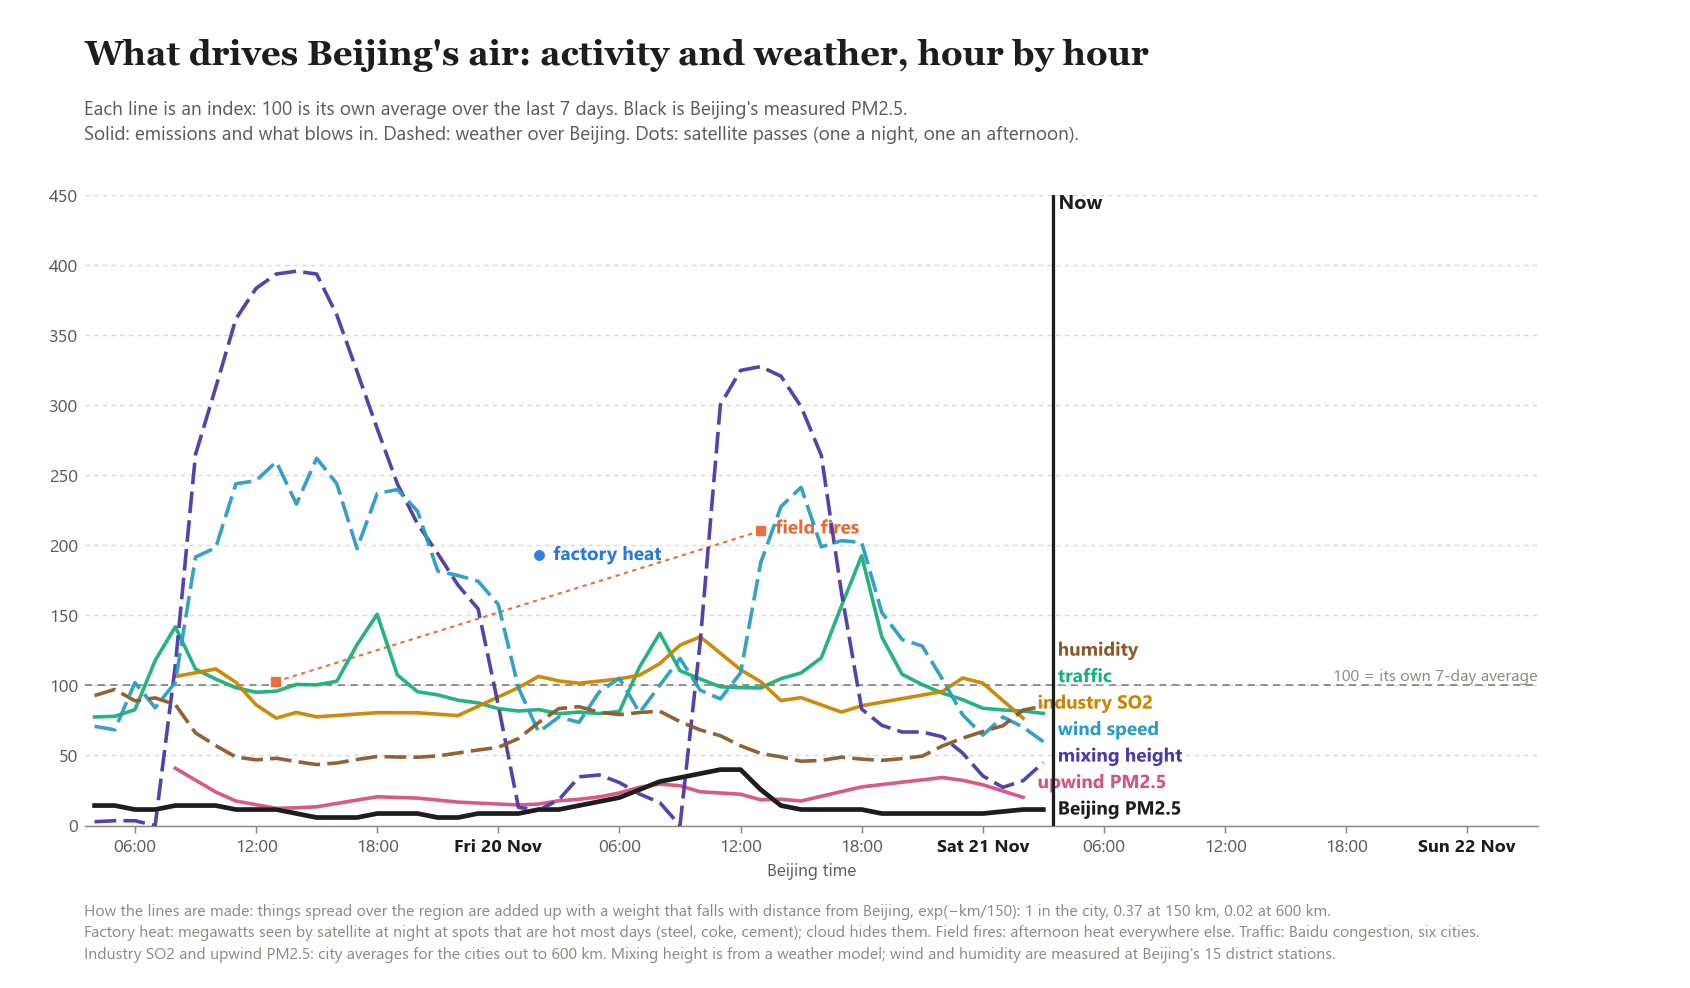 What drives Beijing's air: activity and weather, hour by hour
Each line is an index: 100 is its own average over the last 7 days. Black is Beijing's measured PM2.5.
Solid: emissions and what blows in. Dashed: weather over Beijing. Dots: satellite passes (one a night, one an afternoon).
450
Now
400
350
300
250
field fires
200
factory heat
150
humidity
100 = its own 7-day average
traffic
100
industry SO2
wind speed
50
mixing height
upwind PM2.5
Beijing PM2.5
0
06:00 12:00 18:00 Fri 20 Nov 06:00 12:00 18:00 Sat 21 Nov 06:00 12:00 18:00 Sun 22 Nov
Beijing time
How the lines are made: things spread over the region are added up with a weight that falls with distance from Beijing, exp(−km/150): 1 in the city, 0.37 at 150 km, 0.02 at 600 km.
Factory heat: megawatts seen by satellite at night at spots that are hot most days (steel, coke, cement); cloud hides them. Field fires: afternoon heat everywhere else. Traffic: Baidu congestion, six cities.
Industry SO2 and upwind PM2.5: city averages for the cities out to 600 km. Mixing height is from a weather model; wind and humidity are measured at Beijing's 15 district stations.